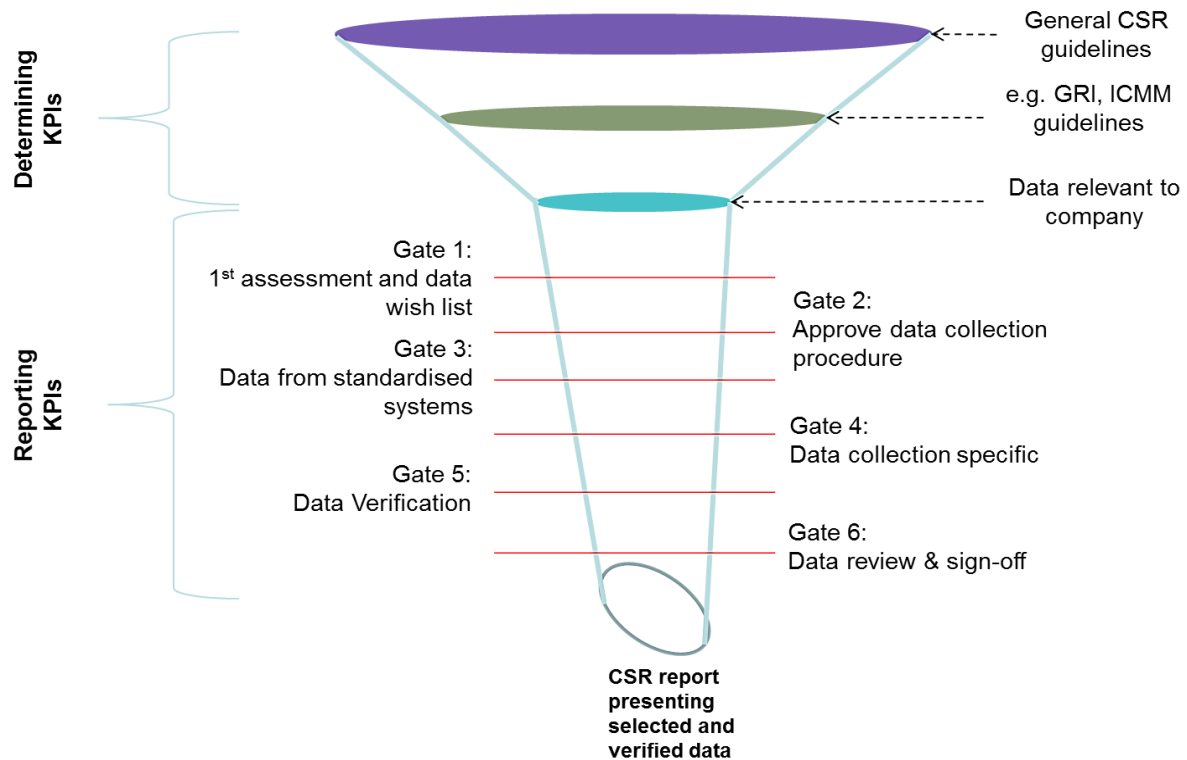 General CSR
guidelines
e.g. GRI, ICMM
guidelines
Data relevant to
company
Determining
KPIs
Gate 1:
1st assessment and data
wish list
Gate 2:
Approve data collection
procedure
Gate 3:
Data from standardised
systems
Gate 4:
Data collection specific
Gate 5:
Data Verification
Gate 6:
Data review & sign-off
Reporting
KPIs
CSR report
presenting
selected and
verified data